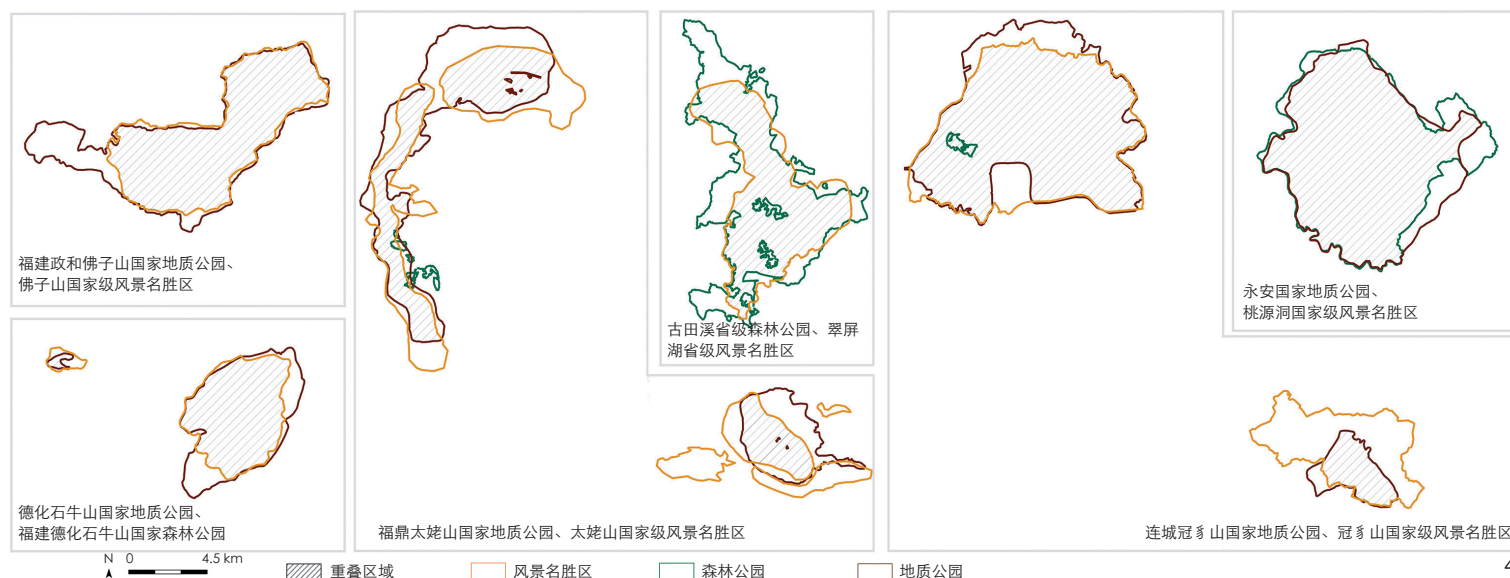 福建政和佛子山国家地质公园、
佛子山国家级风景名胜区
德化石牛山国家地质公园、
福建德化石牛山国家森林公园
福鼎太姥山国家地质公园、太姥山国家级风景名胜区
古田溪省级森林公园、翠屏
湖省级风景名胜区
永安国家地质公园、
桃源洞国家级风景名胜区
连城冠豸山国家地质公园、冠豸山国家级风景名胜区
N 0 4.5 km
重叠区域 风景名胜区 森林公园 地质公园